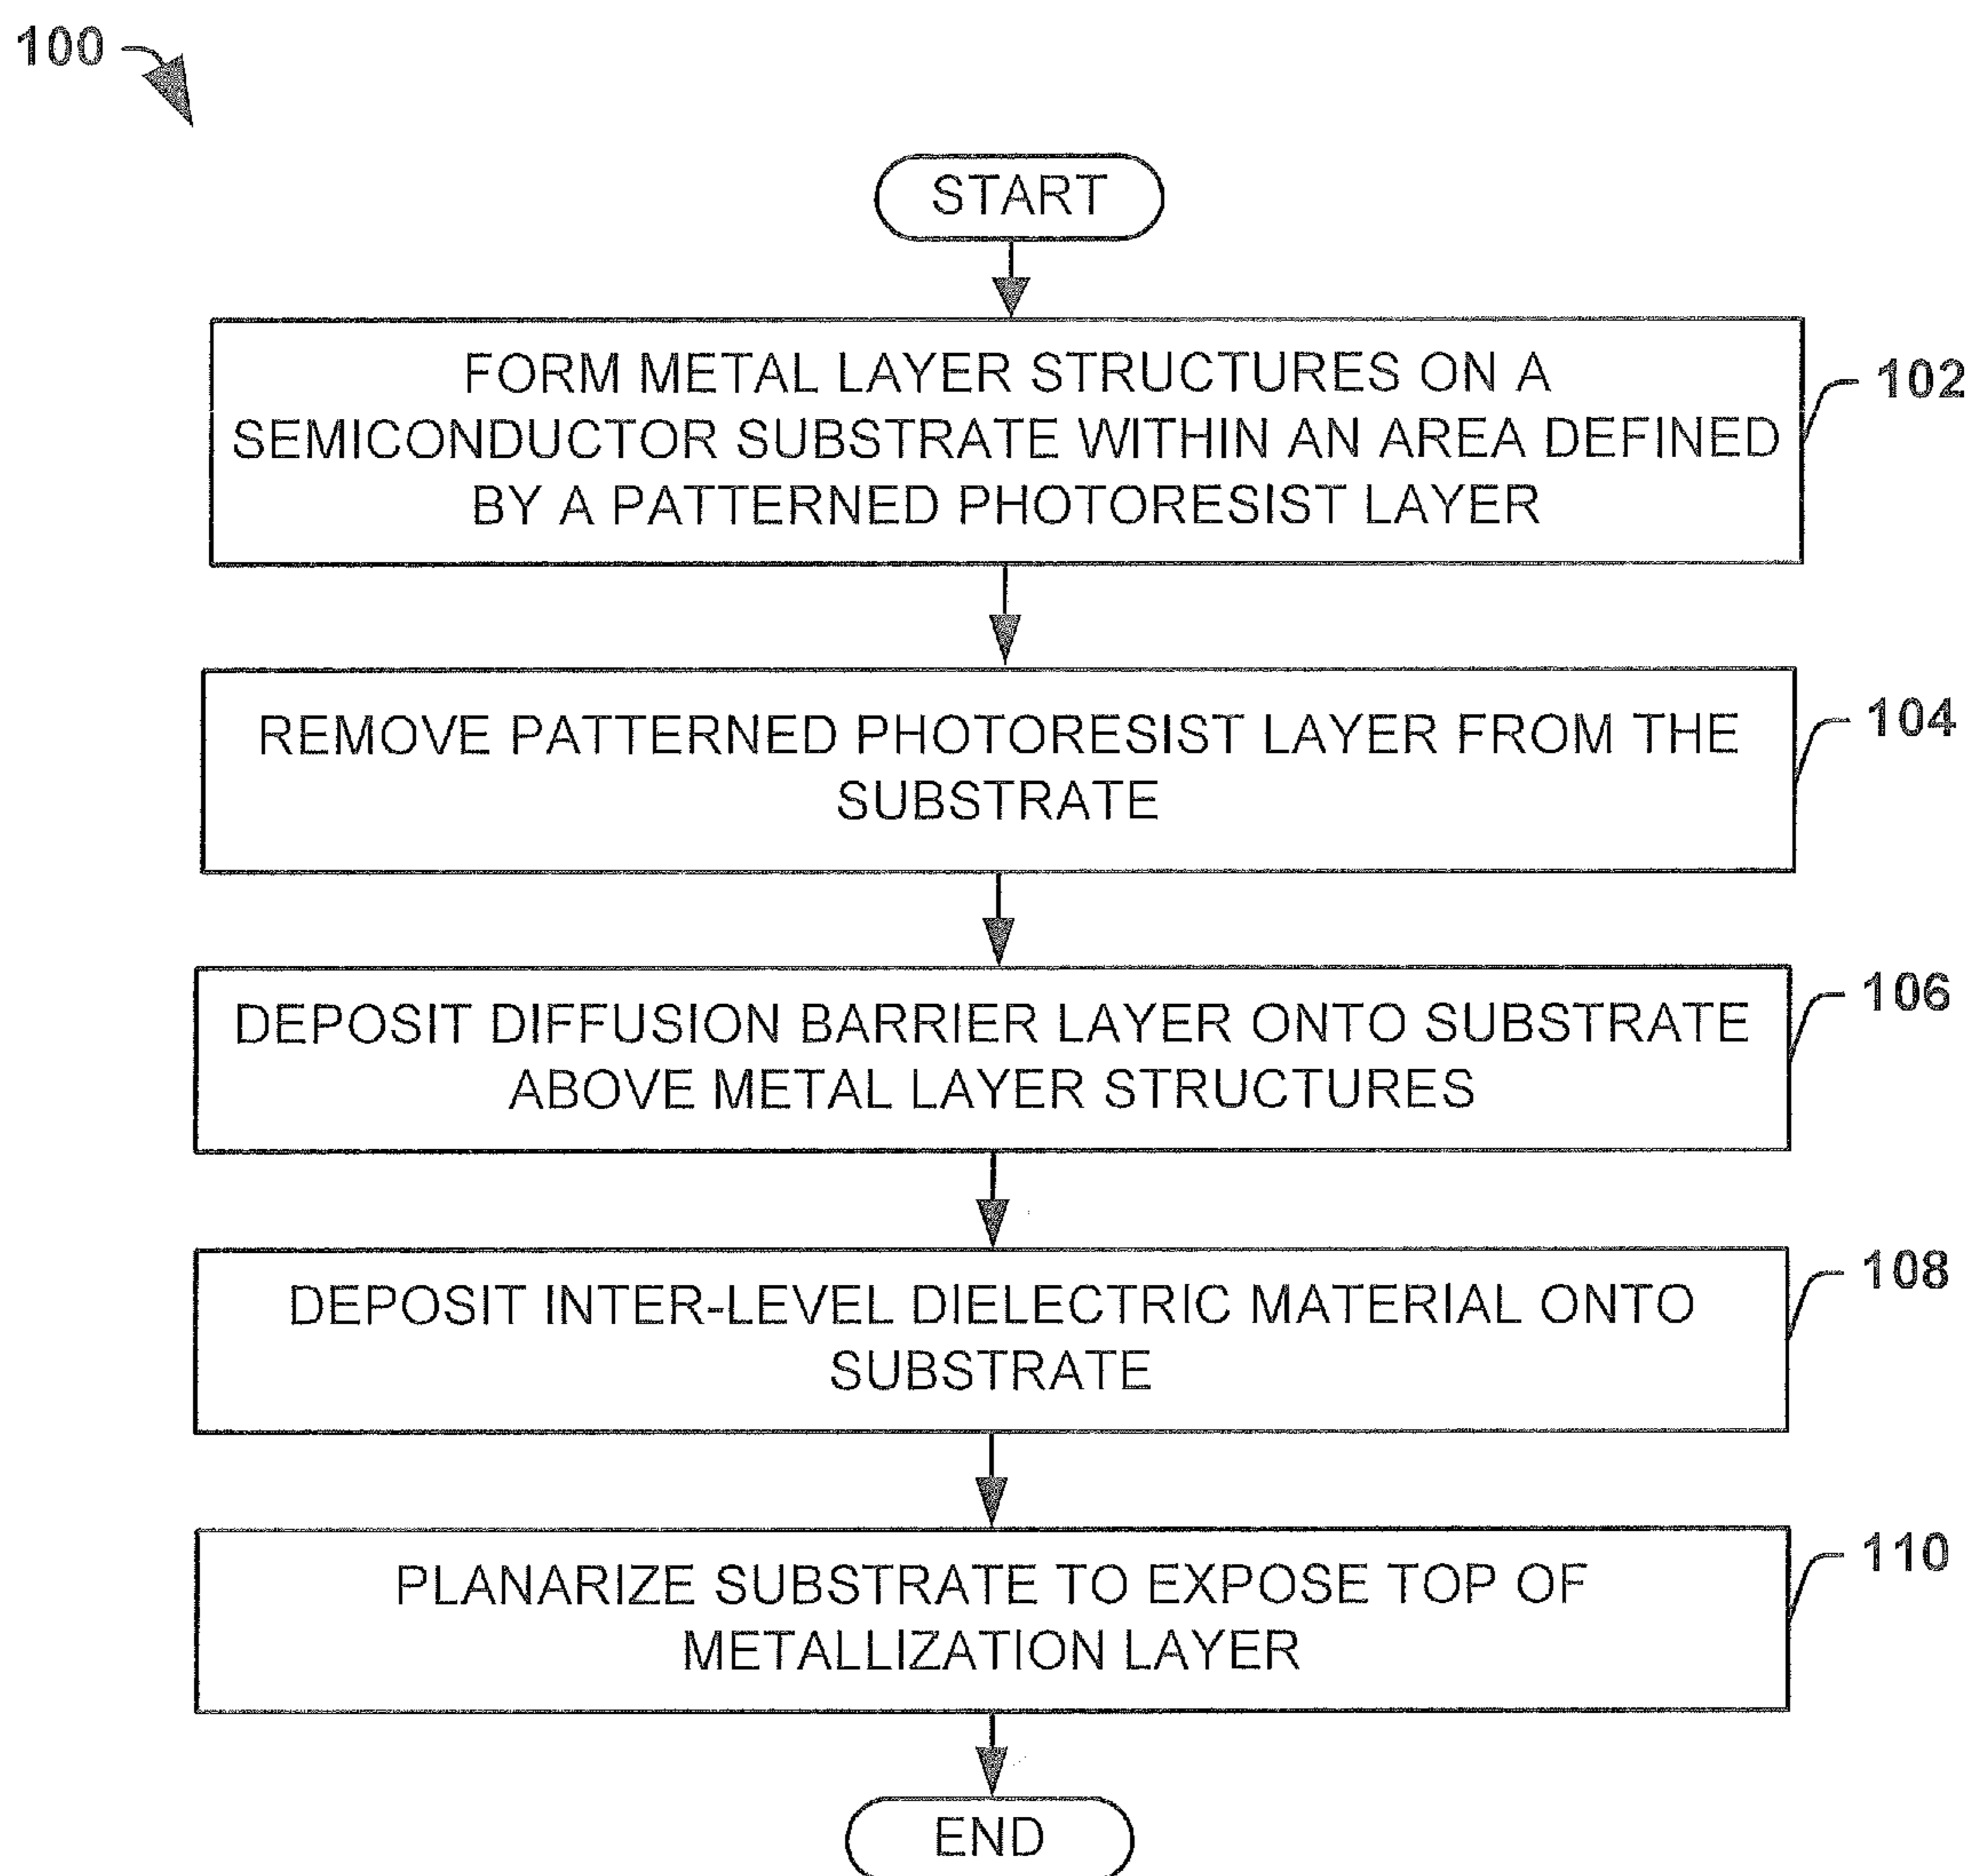 100
START
FORM METAL LAYER STRUCTURES ON A
SEMICONDUCTOR SUBSTRATE WITHIN AN AREA DEFINED
BY A PATTERNED PHOTORESIST LAYER
102
REMOVE PATTERNED PHOTORESIST LAYER FROM THE
SUBSTRATE
104
DEPOSIT DIFFUSION BARRIER LAYER ONTO SUBSTRATE
ABOVE METAL LAYER STRUCTURES
106
DEPOSIT INTER-LEVEL DIELECTRIC MATERIAL ONTO
SUBSTRATE
108
PLANARIZE SUBSTRATE TO EXPOSE TOP OF
METALLIZATION LAYER
110
END